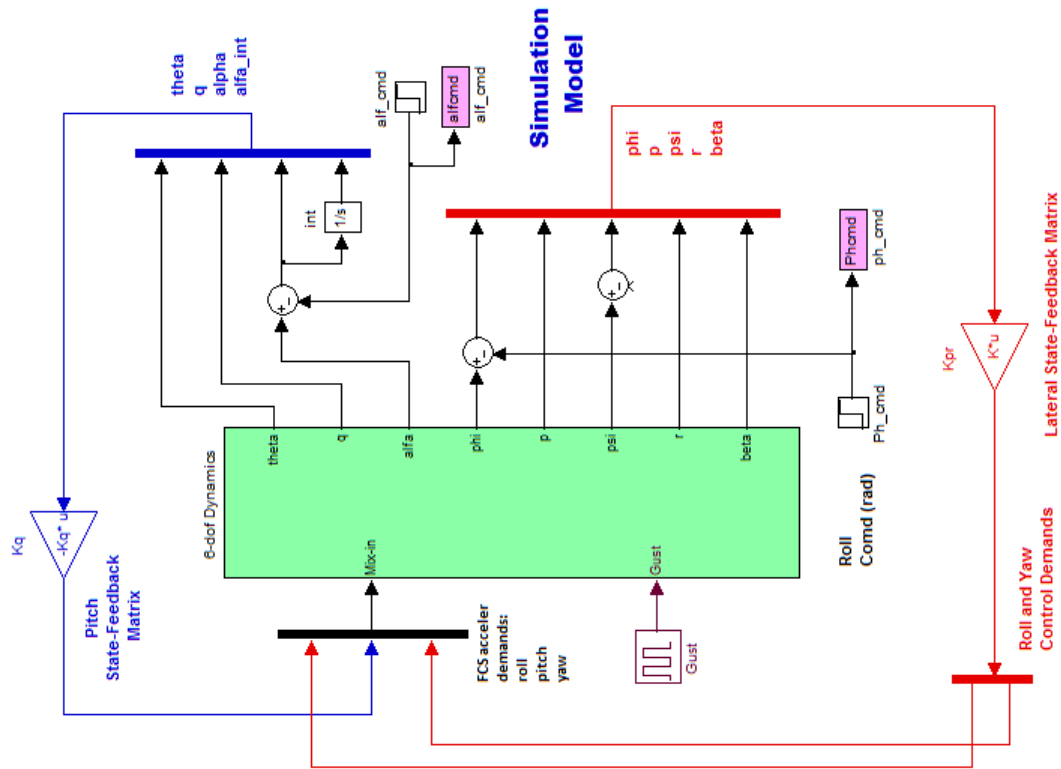 Kq
-Kq* u
Pitch
State-Feedback
Matrix
theta
q
alpha
alfa_int
int
1/s
alf_cmd
alfcmd
alf_cmd
Simulation
Model
6-dof Dynamics
Mix-in
Gust
theta
q
alfa
phi
p
psi
r
beta
FCS acceler
demands:
roll
pitch
yaw
Gust
phi
p
psi
r
beta
Phcmd
ph_cmd
Ph_cmd
Roll
Comd (rad)
Kpr
K*u
Lateral State-Feedback Matrix
Roll and Yaw
Control Demands